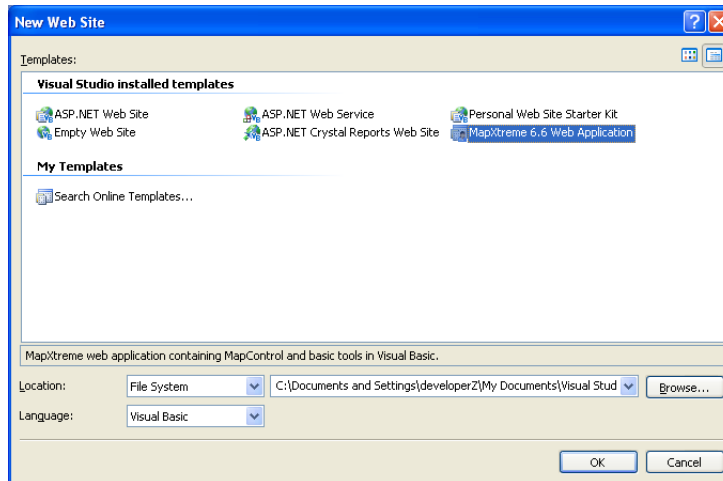 New Web Site
Templates:
Visual Studio installed templates
ASP.NET Web Site ASP.NET Web Service Personal Web Site Starter Kit
Empty Web Site ASP.NET Crystal Reports Web Site MapXtreme 6.6 Web Application
My Templates
Search Online Templates...
MapXtreme web application containing MapControl and basic tools in Visual Basic.
Location: File System C:\Documents and Settings\developerZ\My Documents\Visual Stud Browse...
Language: Visual Basic
OK Cancel